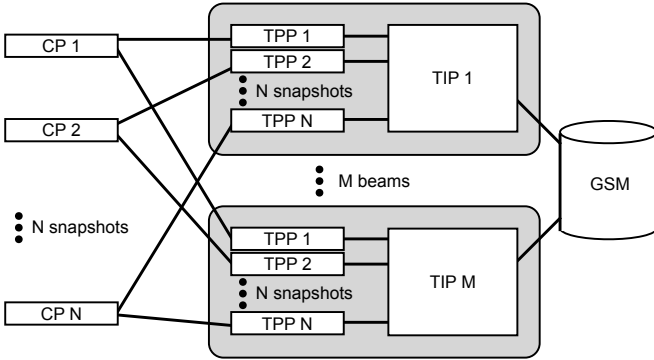 CP 1
CP 2
N snapshots
CP N
TPP 1
TPP 2
N snapshots
TPP N
TIP 1
M beams
TPP 1
TPP 2
N snapshots
TPP N
TIP M
GSM